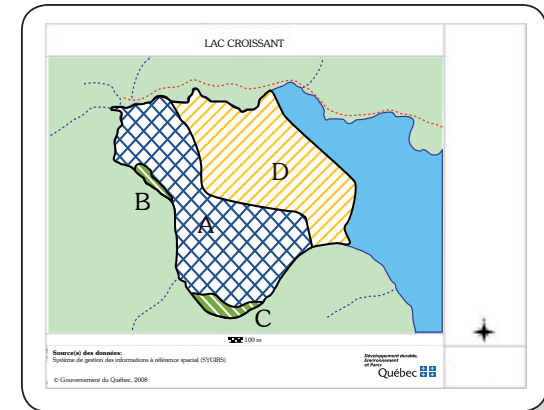 LAC CROISSANT
D
B
A
C
100 m
Source(s) des données:
Système de gestion des informations à référence spacial (SYGIRS)
© Gouvernement du Québec, 2008
Développement durable,
Environnement
et Parcs
Québec